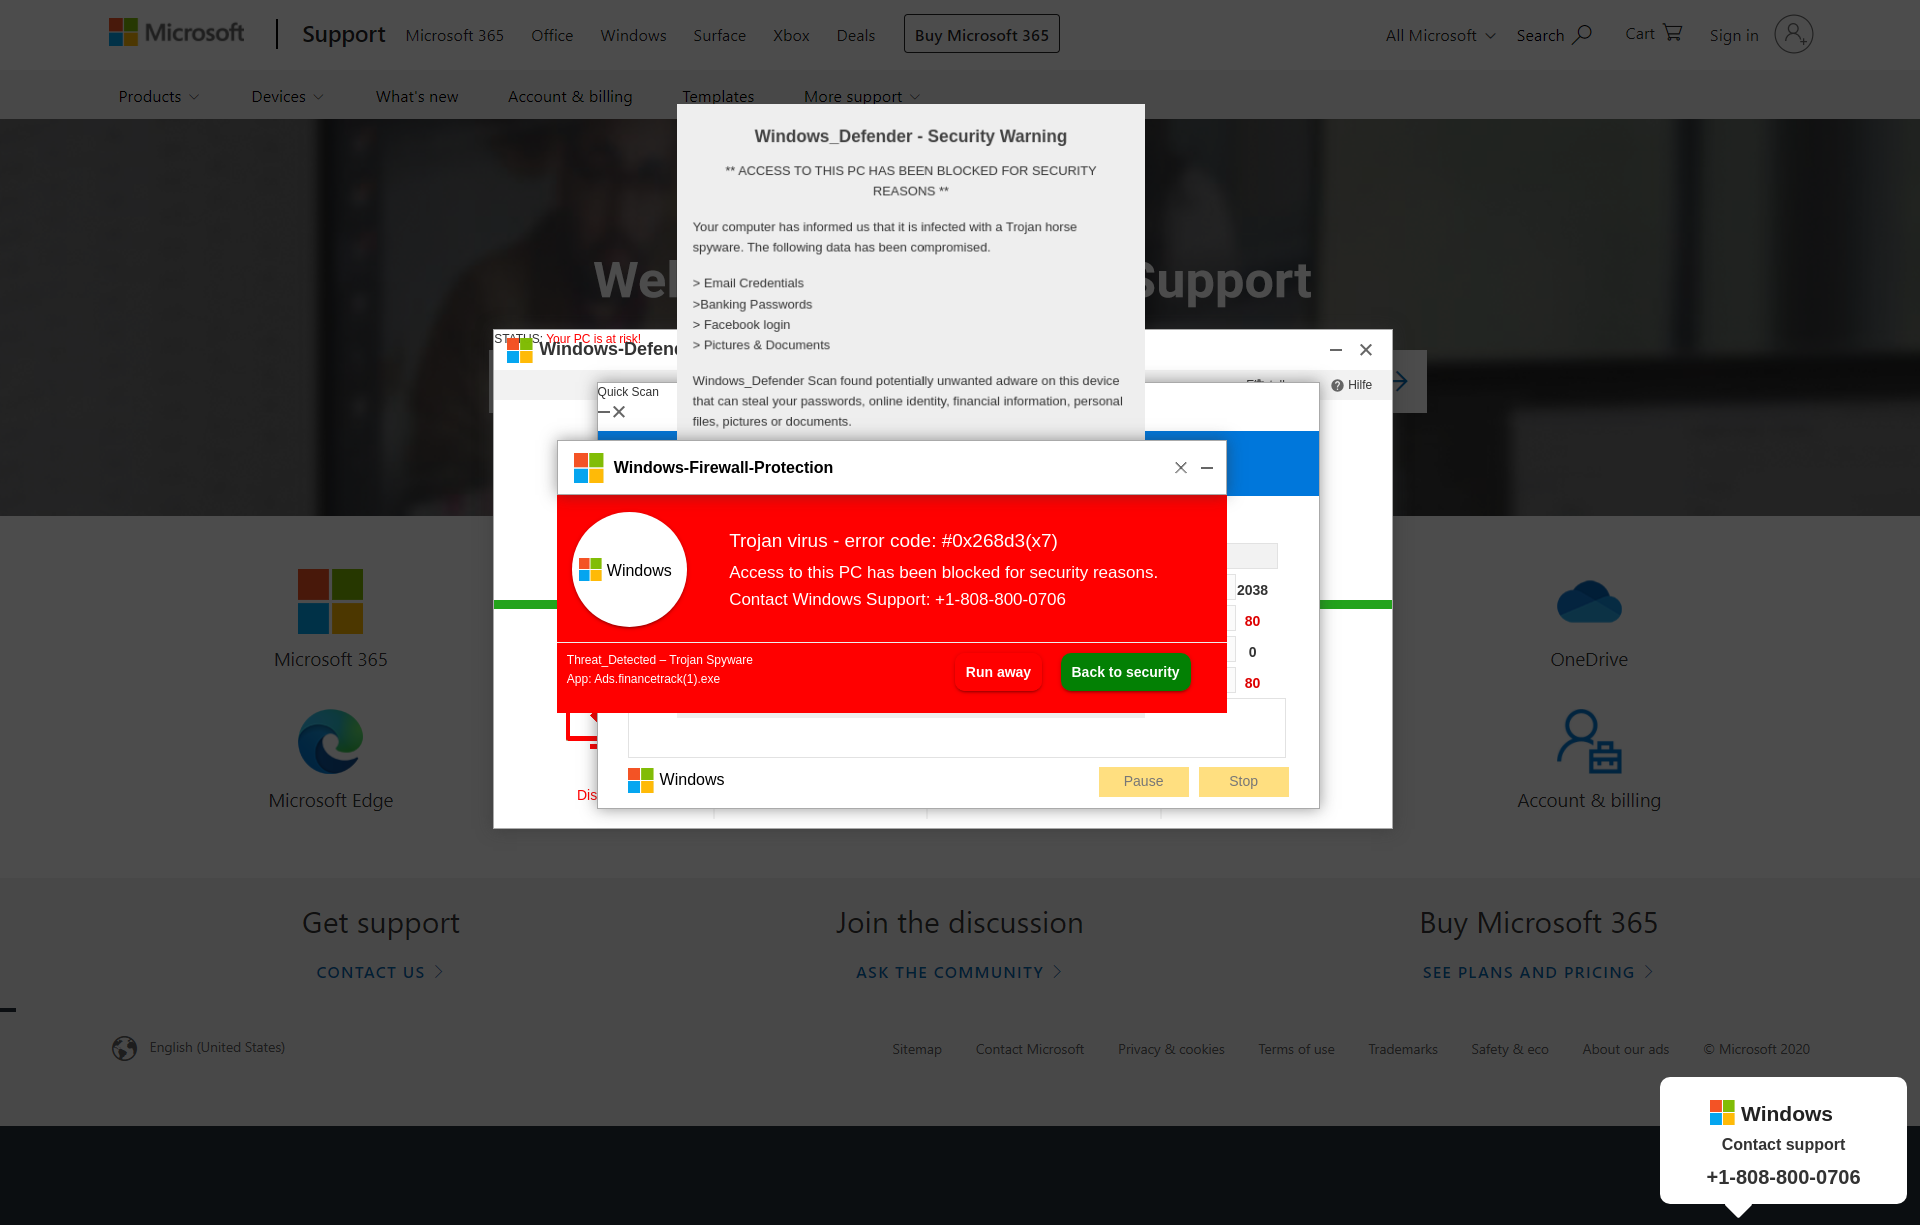 Microsoft
Support
Microsoft 365
Office
Windows
Surface
Xbox
Deals
Buy Microsoft 365
All Microsoft
Search
Cart
Sign in
Products
Devices
What's new
Account & billing
Templates
More support
Windows_Defender - Security Warning
** ACCESS TO THIS PC HAS BEEN BLOCKED FOR SECURITY
REASONS **
Your computer has informed us that it is infected with a Trojan horse
spyware. The following data has been compromised.
> Email Credentials
>Banking Passwords
> Facebook login
> Pictures & Documents
Windows_Defender Scan found potentially unwanted adware on this device
that can steal your passwords, online identity, financial information, personal
files, pictures or documents.
Support
STATUS: Your PC is at risk!
Hilfe
Quick Scan
Windows-Firewall-Protection
Windows
Trojan virus - error code: #0x268d3(x7)
Access to this PC has been blocked for security reasons.
Contact Windows Support: +1-808-800-0706
Threat_Detected – Trojan Spyware
App: Ads.financetrack(1).exe
Run away
Back to security
2038
80
0
80
Windows
Pause
Stop
Microsoft 365
OneDrive
Microsoft Edge
Account & billing
Get support
CONTACT US
Join the discussion
ASK THE COMMUNITY
Buy Microsoft 365
SEE PLANS AND PRICING
English (United States)
Sitemap
Contact Microsoft
Privacy & cookies
Terms of use
Trademarks
Safety & eco
About our ads
© Microsoft 2020
Windows
Contact support
+1-808-800-0706